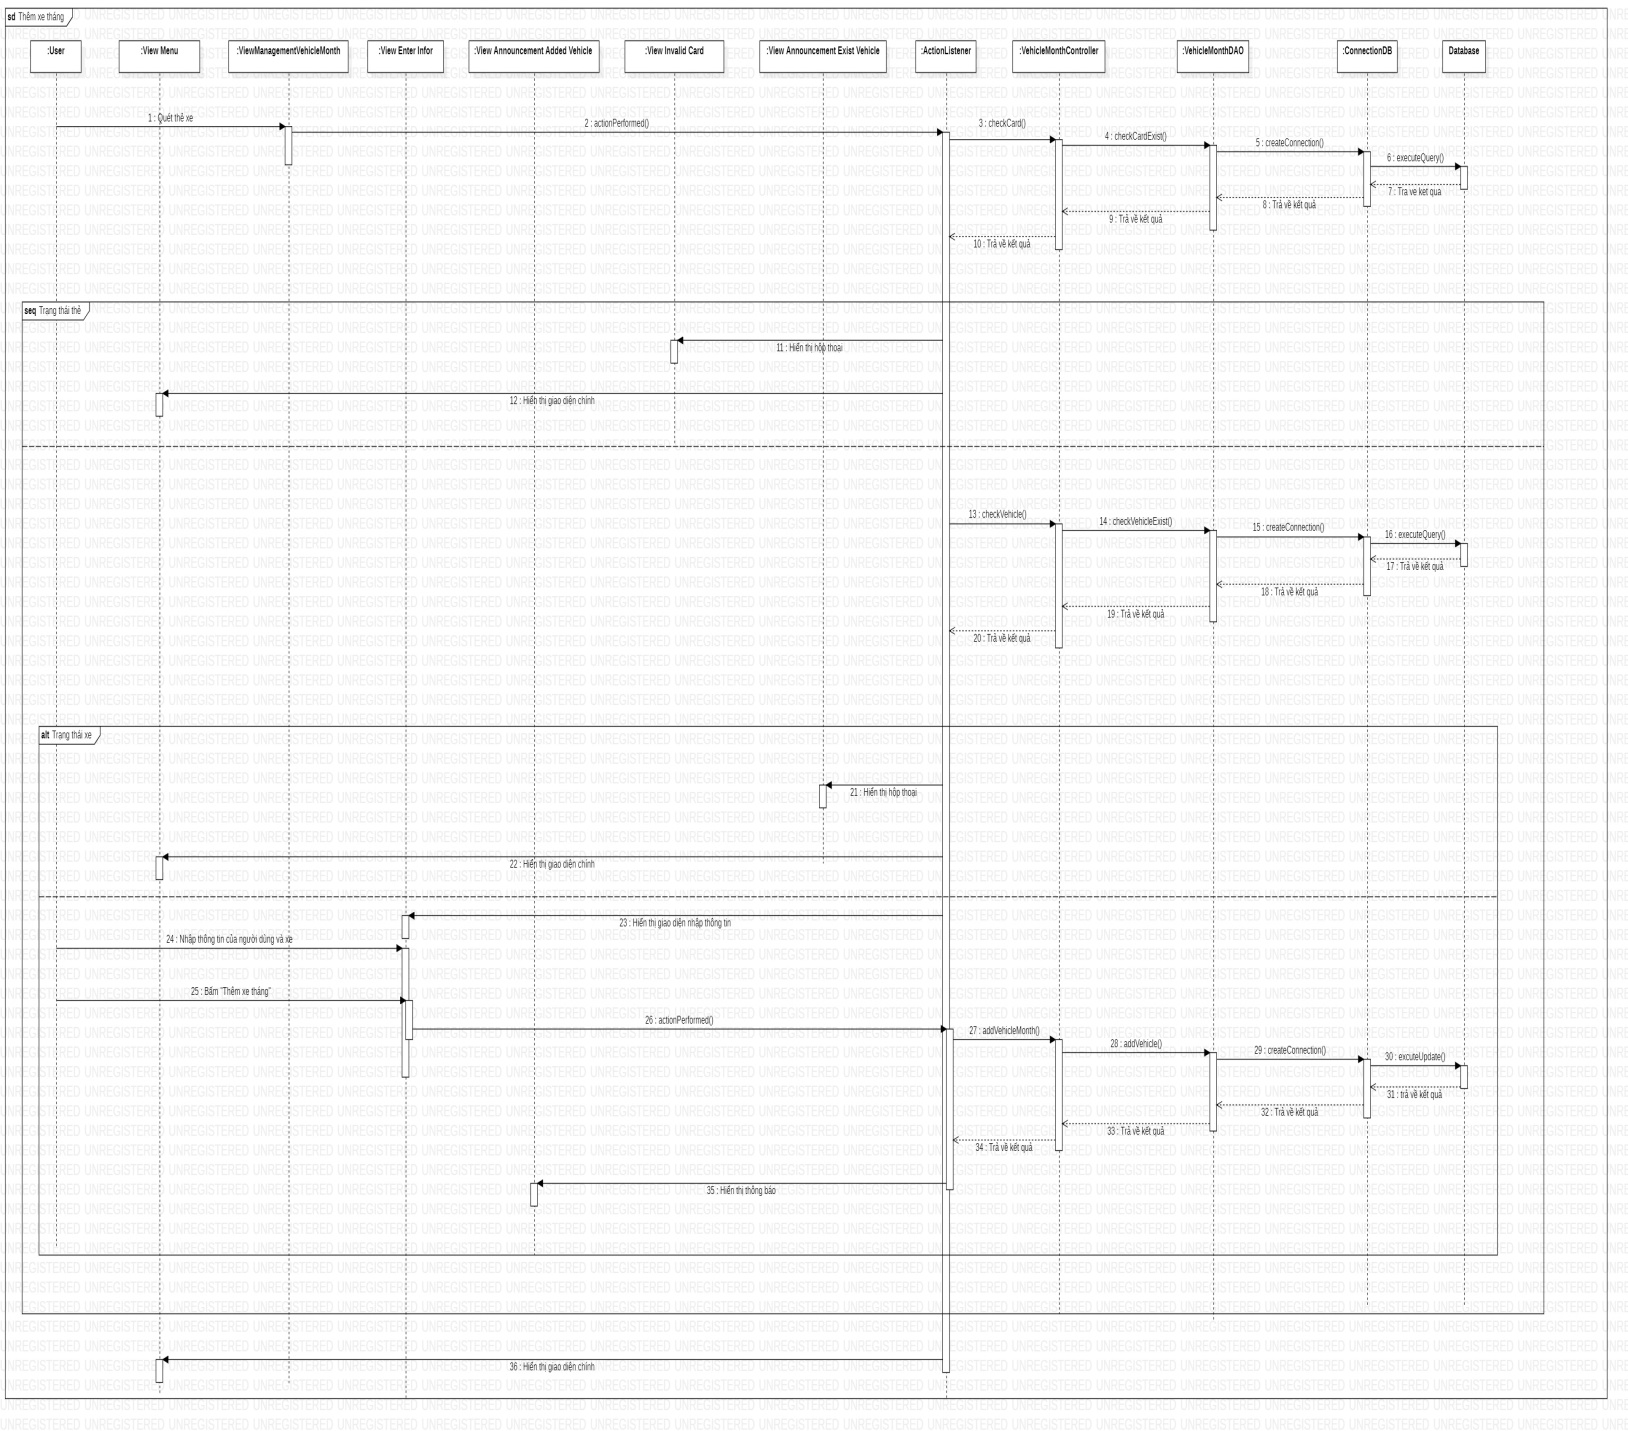 sd Thêm xe tháng
:User
:View Menu
:ViewManagementVehicleMonth
:View Enter Infor
:View Announcement Added Vehicle
:View Invalid Card
:View Announcement Exist Vehicle
:ActionListener
:VehicleMonthController
:VehicleMonthDAO
:ConnectionDB
Database
1 : Quét thẻ xe
2 : actionPerformed()
3 : checkCard()
4 : checkCardExist()
5 : createConnection()
6 : executeQuery()
7 : Trả về kết quả
8 : Trả về kết quả
9 : Trả về kết quả
10 : Trả về kết quả
seq Trạng thái thẻ
11 : Hiển thị hộp thoại
12 : Hiển thị giao diện chính
13 : checkVehicle()
14 : checkVehicleExist()
15 : createConnection()
16 : executeQuery()
17 : Trả về kết quả
18 : Trả về kết quả
19 : Trả về kết quả
20 : Trả về kết quả
alt Trạng thái xe
21 : Hiển thị hộp thoại
22 : Hiển thị giao diện chính
23 : Hiển thị giao diện nhập thông tin
24 : Nhập thông tin của người dùng và xe
25 : Bấm "Thêm xe tháng"
26 : actionPerformed()
27 : addVehicleMonth()
28 : addVehicle()
29 : createConnection()
30 : excuteUpdate()
31 : trả về kết quả
32 : Trả về kết quả
33 : Trả về kết quả
34 : Trả về kết quả
35 : Hiển thị thông báo
36 : Hiển thị giao diện chính
UNREGISTERED